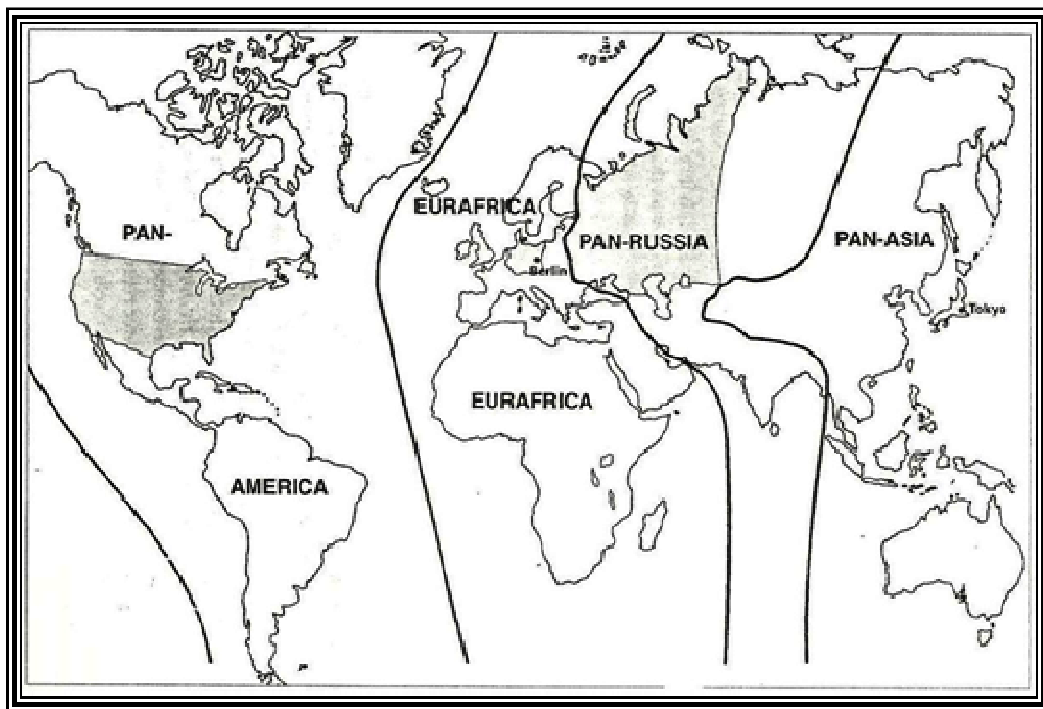 EURAFRICA
PAN-
PAN-RUSSIA
PAN-ASIA
Berlin
Tokyo
EURAFRICA
AMERICA